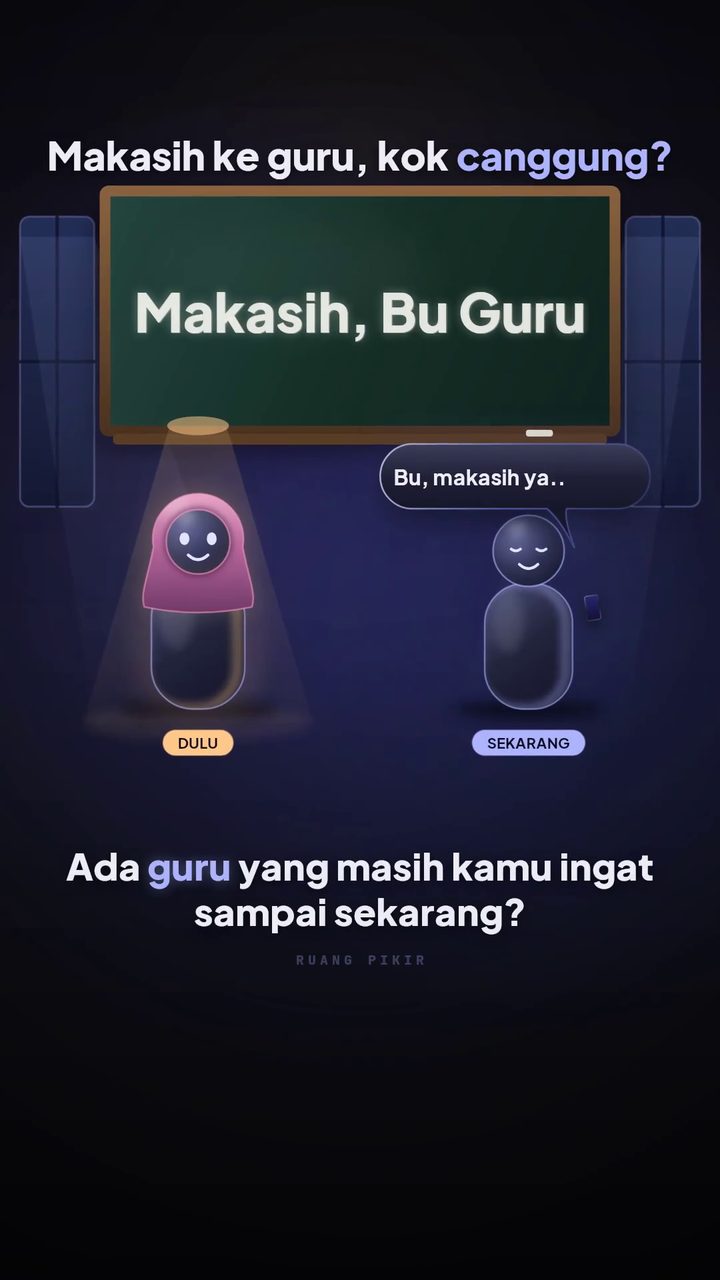 Makasih ke guru, kok canggung?
Makasih, Bu Guru
Bu, makasih ya..
DULU
SEKARANG
Ada guru yang masih kamu ingat
sampai sekarang?
RUANG PIKIR